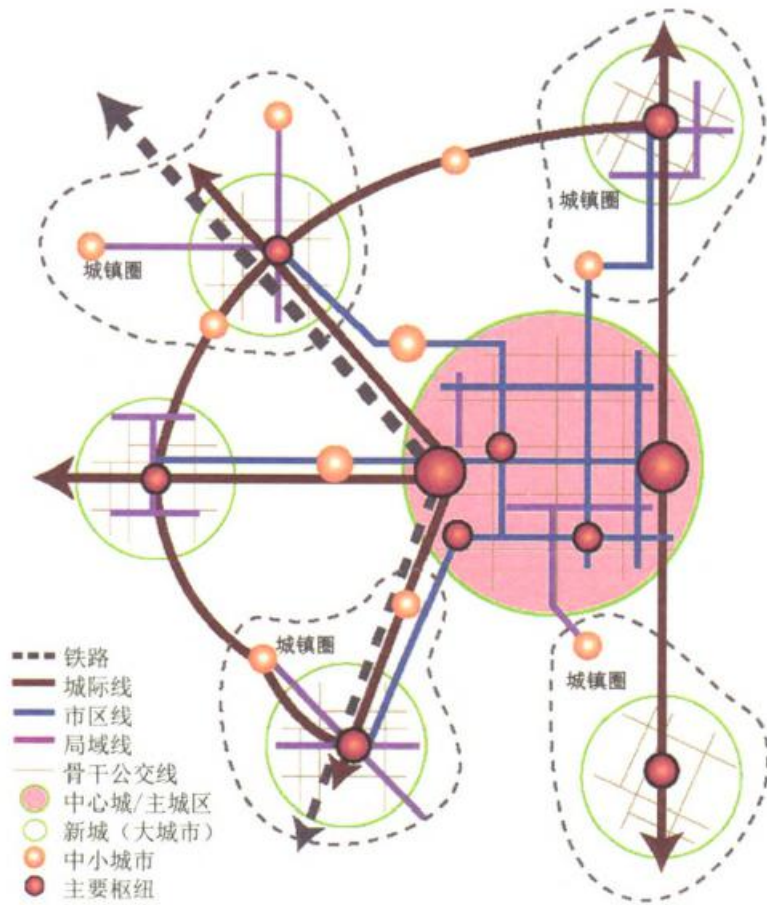 城镇圈
城镇圈
城镇圈
城镇圈
铁路
城际线
市区线
局域线
骨干公交线
中心城/主城区
新城（大城市）
中小城市
主要枢纽